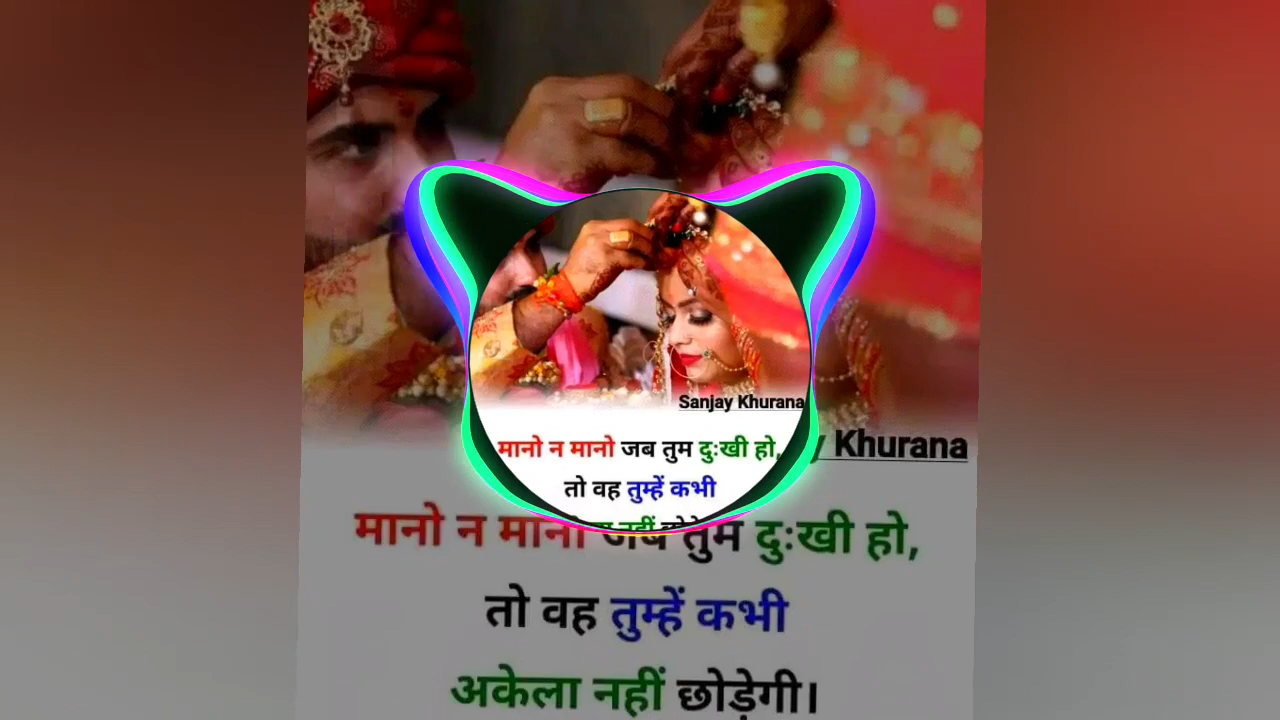 Sanjay Khurana
मानो न मानो जब तुम दुःखी हो,
तो वह तुम्हें कभी
Khurana
मानो न मानो जब तुम दुःखी हो,
तो वह तुम्हें कभी
अकेला नहीं छोड़ेगी।